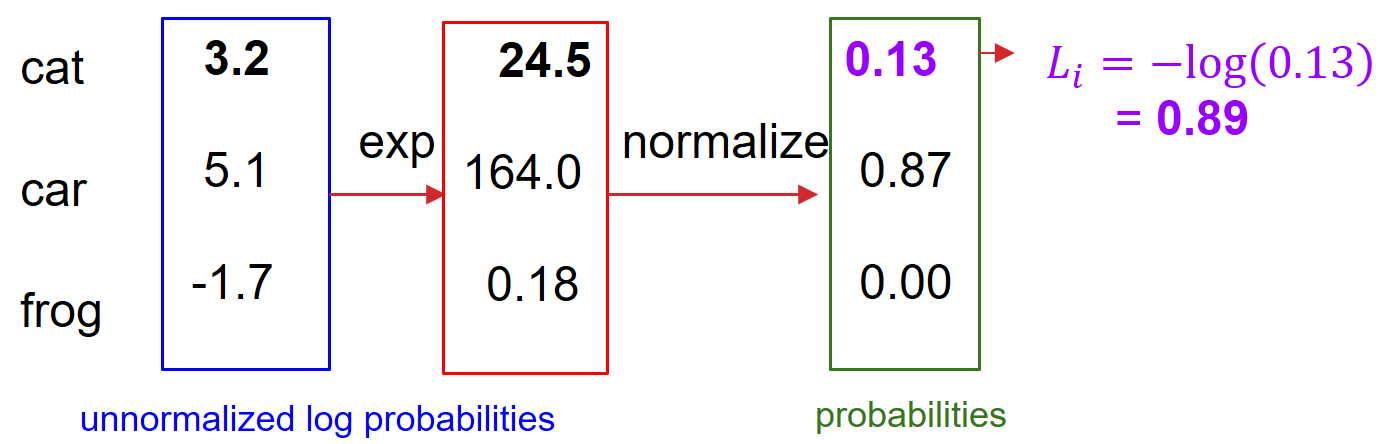 cat 3.2 24.5 0.13 L_i = −log(0.13)
= 0.89
exp normalize
car 5.1 164.0 0.87
frog -1.7 0.18 0.00
unnormalized log probabilities probabilities